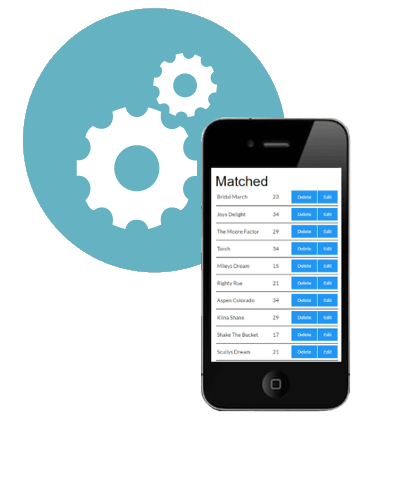 Matched
Bridal March 23 Delete Edit
Joys Delight 34 Delete Edit
The Moore Factor 29 Delete Edit
Torch 34 Delete Edit
Mileys Dream 15 Delete Edit
Righty Rue 21 Delete Edit
Aspen Colorado 34 Delete Edit
Klina Shane 29 Delete Edit
Shake The Bucket 17 Delete Edit
Scullys Dream 21 Delete Edit